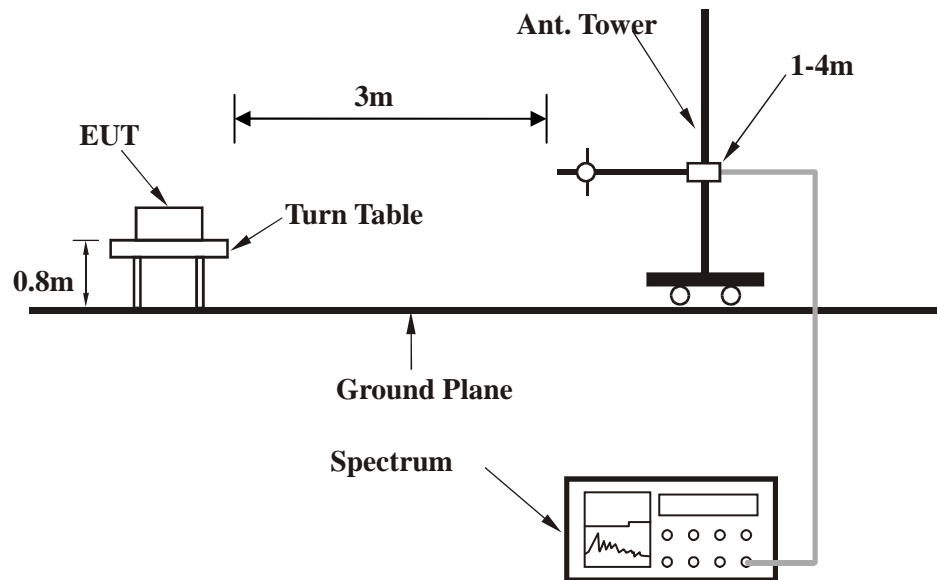 Ant. Tower
1-4m
3m
EUT
Turn Table
0.8m
Ground Plane
Spectrum